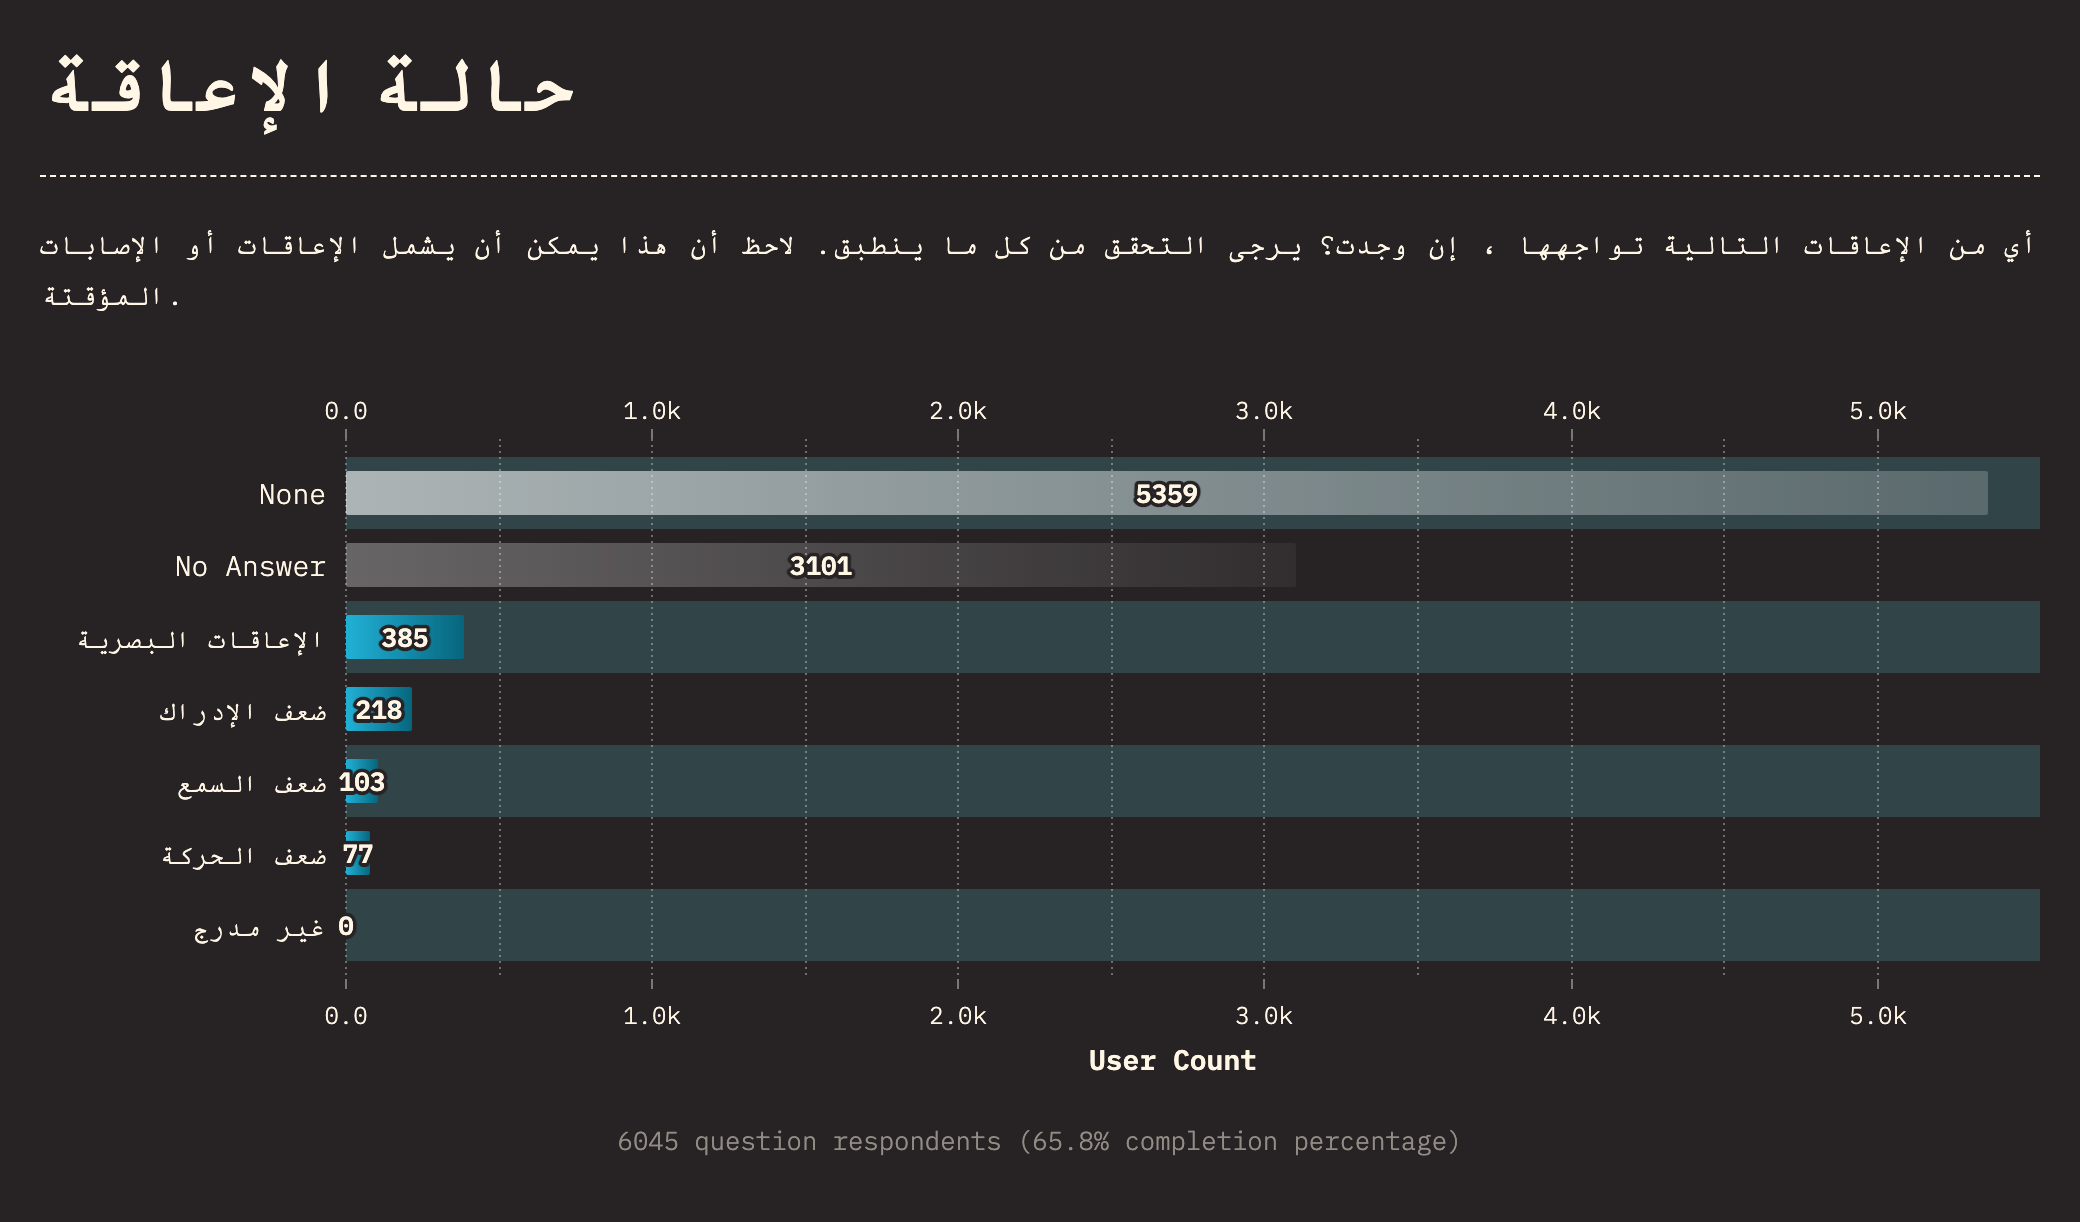 حالة الإعاقة
أي من الإعاقات التالية تواجهها ، إن وجدت؟ يرجى التحقق من كل ما ينطبق. لاحظ أن هذا يمكن أن يشمل الإعاقات أو الإصابات
المؤقتة.
0.0 1.0k 2.0k 3.0k 4.0k 5.0k
None 5359
No Answer 3101
الإعاقات البصرية 385
ضعف الإدراك 218
ضعف السمع 103
ضعف الحركة 77
غير مدرج 0
0.0 1.0k 2.0k 3.0k 4.0k 5.0k
User Count
6045 question respondents (65.8% completion percentage)